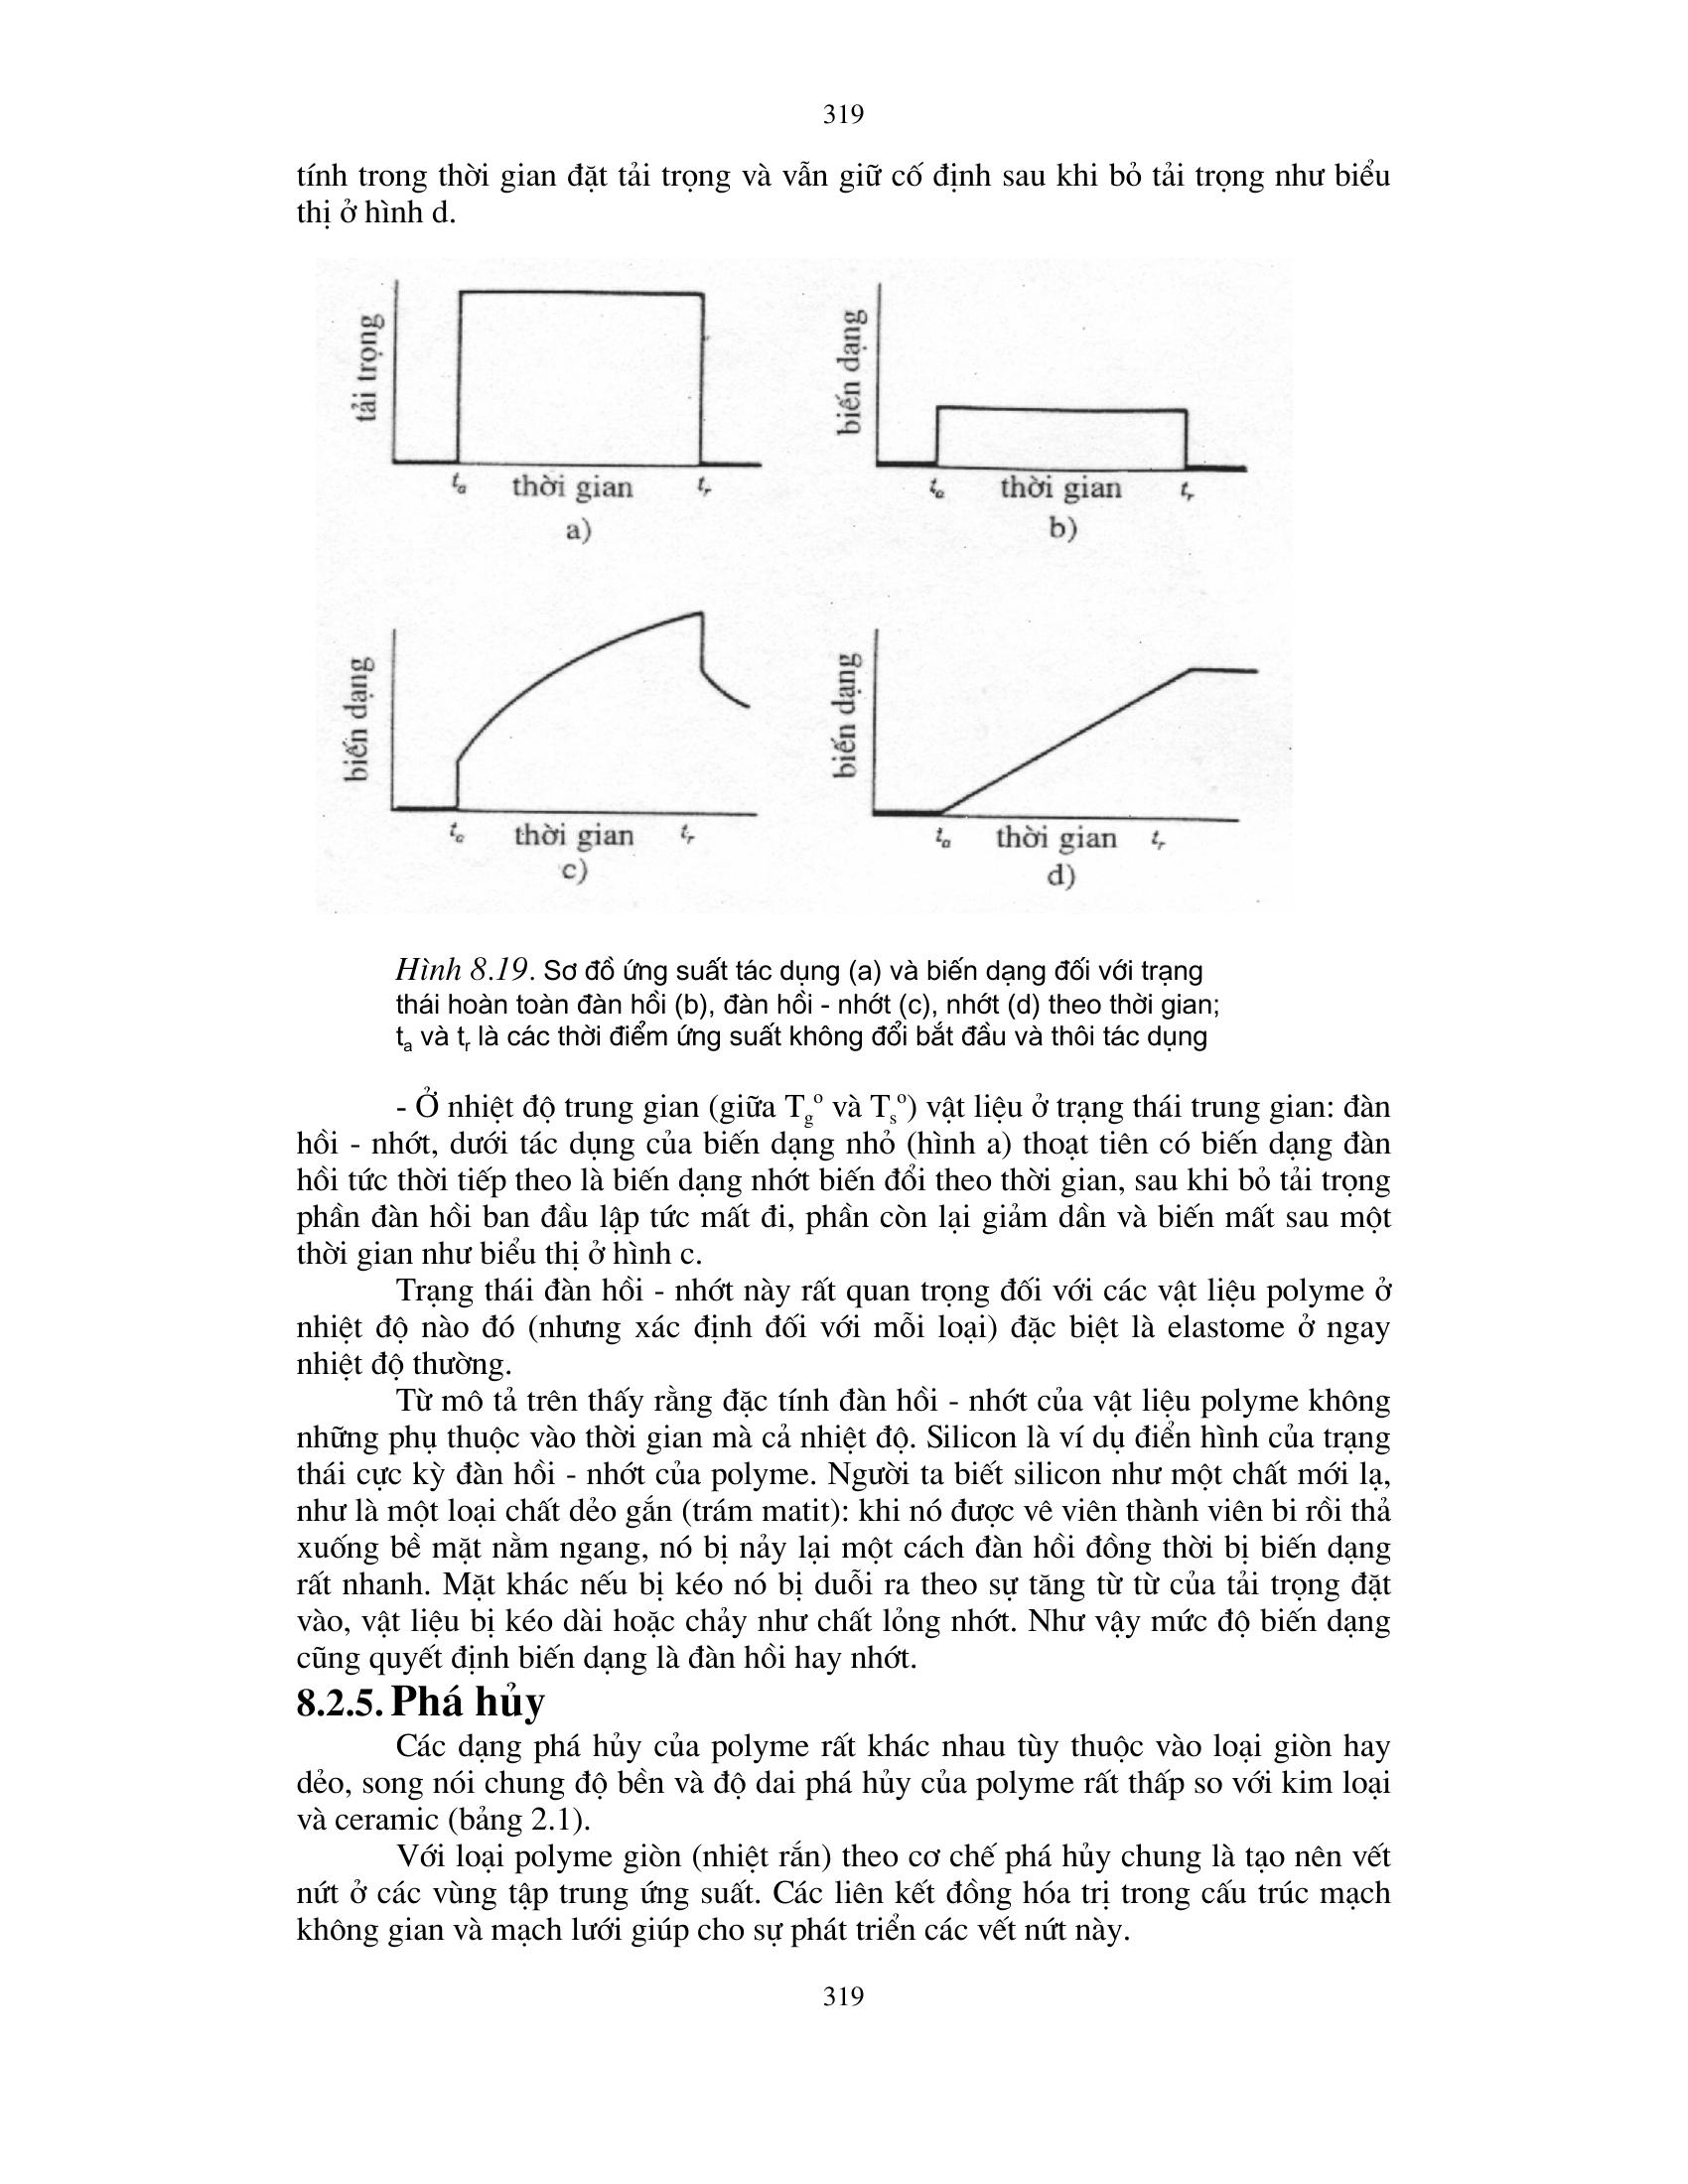 319
tính trong thời gian đặt tải trọng và vẫn giữ cố định sau khi bỏ tải trọng như biểu
thị ở hình d.
tải trọng
biến dạng
ta thời gian tr
ta thời gian tr
a)
b)
biến dạng
biến dạng
ta thời gian tr
ta thời gian tr
c)
d)
Hình 8.19. Sơ đồ ứng suất tác dụng (a) và biến dạng đối với trạng
thái hoàn toàn đàn hồi (b), đàn hồi - nhớt (c), nhớt (d) theo thời gian;
ta và tr là các thời điểm ứng suất không đổi bắt đầu và thôi tác dụng
- Ở nhiệt độ trung gian (giữa Tgº và Tsº) vật liệu ở trạng thái trung gian: đàn
hồi - nhớt, dưới tác dụng của biến dạng nhỏ (hình a) thoạt tiên có biến dạng đàn
hồi tức thời tiếp theo là biến dạng nhớt biến đổi theo thời gian, sau khi bỏ tải trọng
phần đàn hồi ban đầu lập tức mất đi, phần còn lại giảm dần và biến mất sau một
thời gian như biểu thị ở hình c.
Trạng thái đàn hồi - nhớt này rất quan trọng đối với các vật liệu polyme ở
nhiệt độ nào đó (nhưng xác định đối với mỗi loại) đặc biệt là elastome ở ngay
nhiệt độ thường.
Từ mô tả trên thấy rằng đặc tính đàn hồi - nhớt của vật liệu polyme không
những phụ thuộc vào thời gian mà cả nhiệt độ. Silicon là ví dụ điển hình của trạng
thái cực kỳ đàn hồi - nhớt của polyme. Người ta biết silicon như một chất mới lạ,
như là một loại chất dẻo gắn (trám matit): khi nó được vê viên thành viên bi rồi thả
xuống bề mặt nằm ngang, nó bị nảy lại một cách đàn hồi đồng thời bị biến dạng
rất nhanh. Mặt khác nếu bị kéo nó bị duỗi ra theo sự tăng từ từ của tải trọng đặt
vào, vật liệu bị kéo dài hoặc chảy như chất lỏng nhớt. Như vậy mức độ biến dạng
cũng quyết định biến dạng là đàn hồi hay nhớt.
8.2.5. Phá hủy
Các dạng phá hủy của polyme rất khác nhau tùy thuộc vào loại giòn hay
dẻo, song nói chung độ bền và độ dai phá hủy của polyme rất thấp so với kim loại
và ceramic (bảng 2.1).
Với loại polyme giòn (nhiệt rắn) theo cơ chế phá hủy chung là tạo nên vết
nứt ở các vùng tập trung ứng suất. Các liên kết đồng hóa trị trong cấu trúc mạch
không gian và mạch lưới giúp cho sự phát triển các vết nứt này.
319